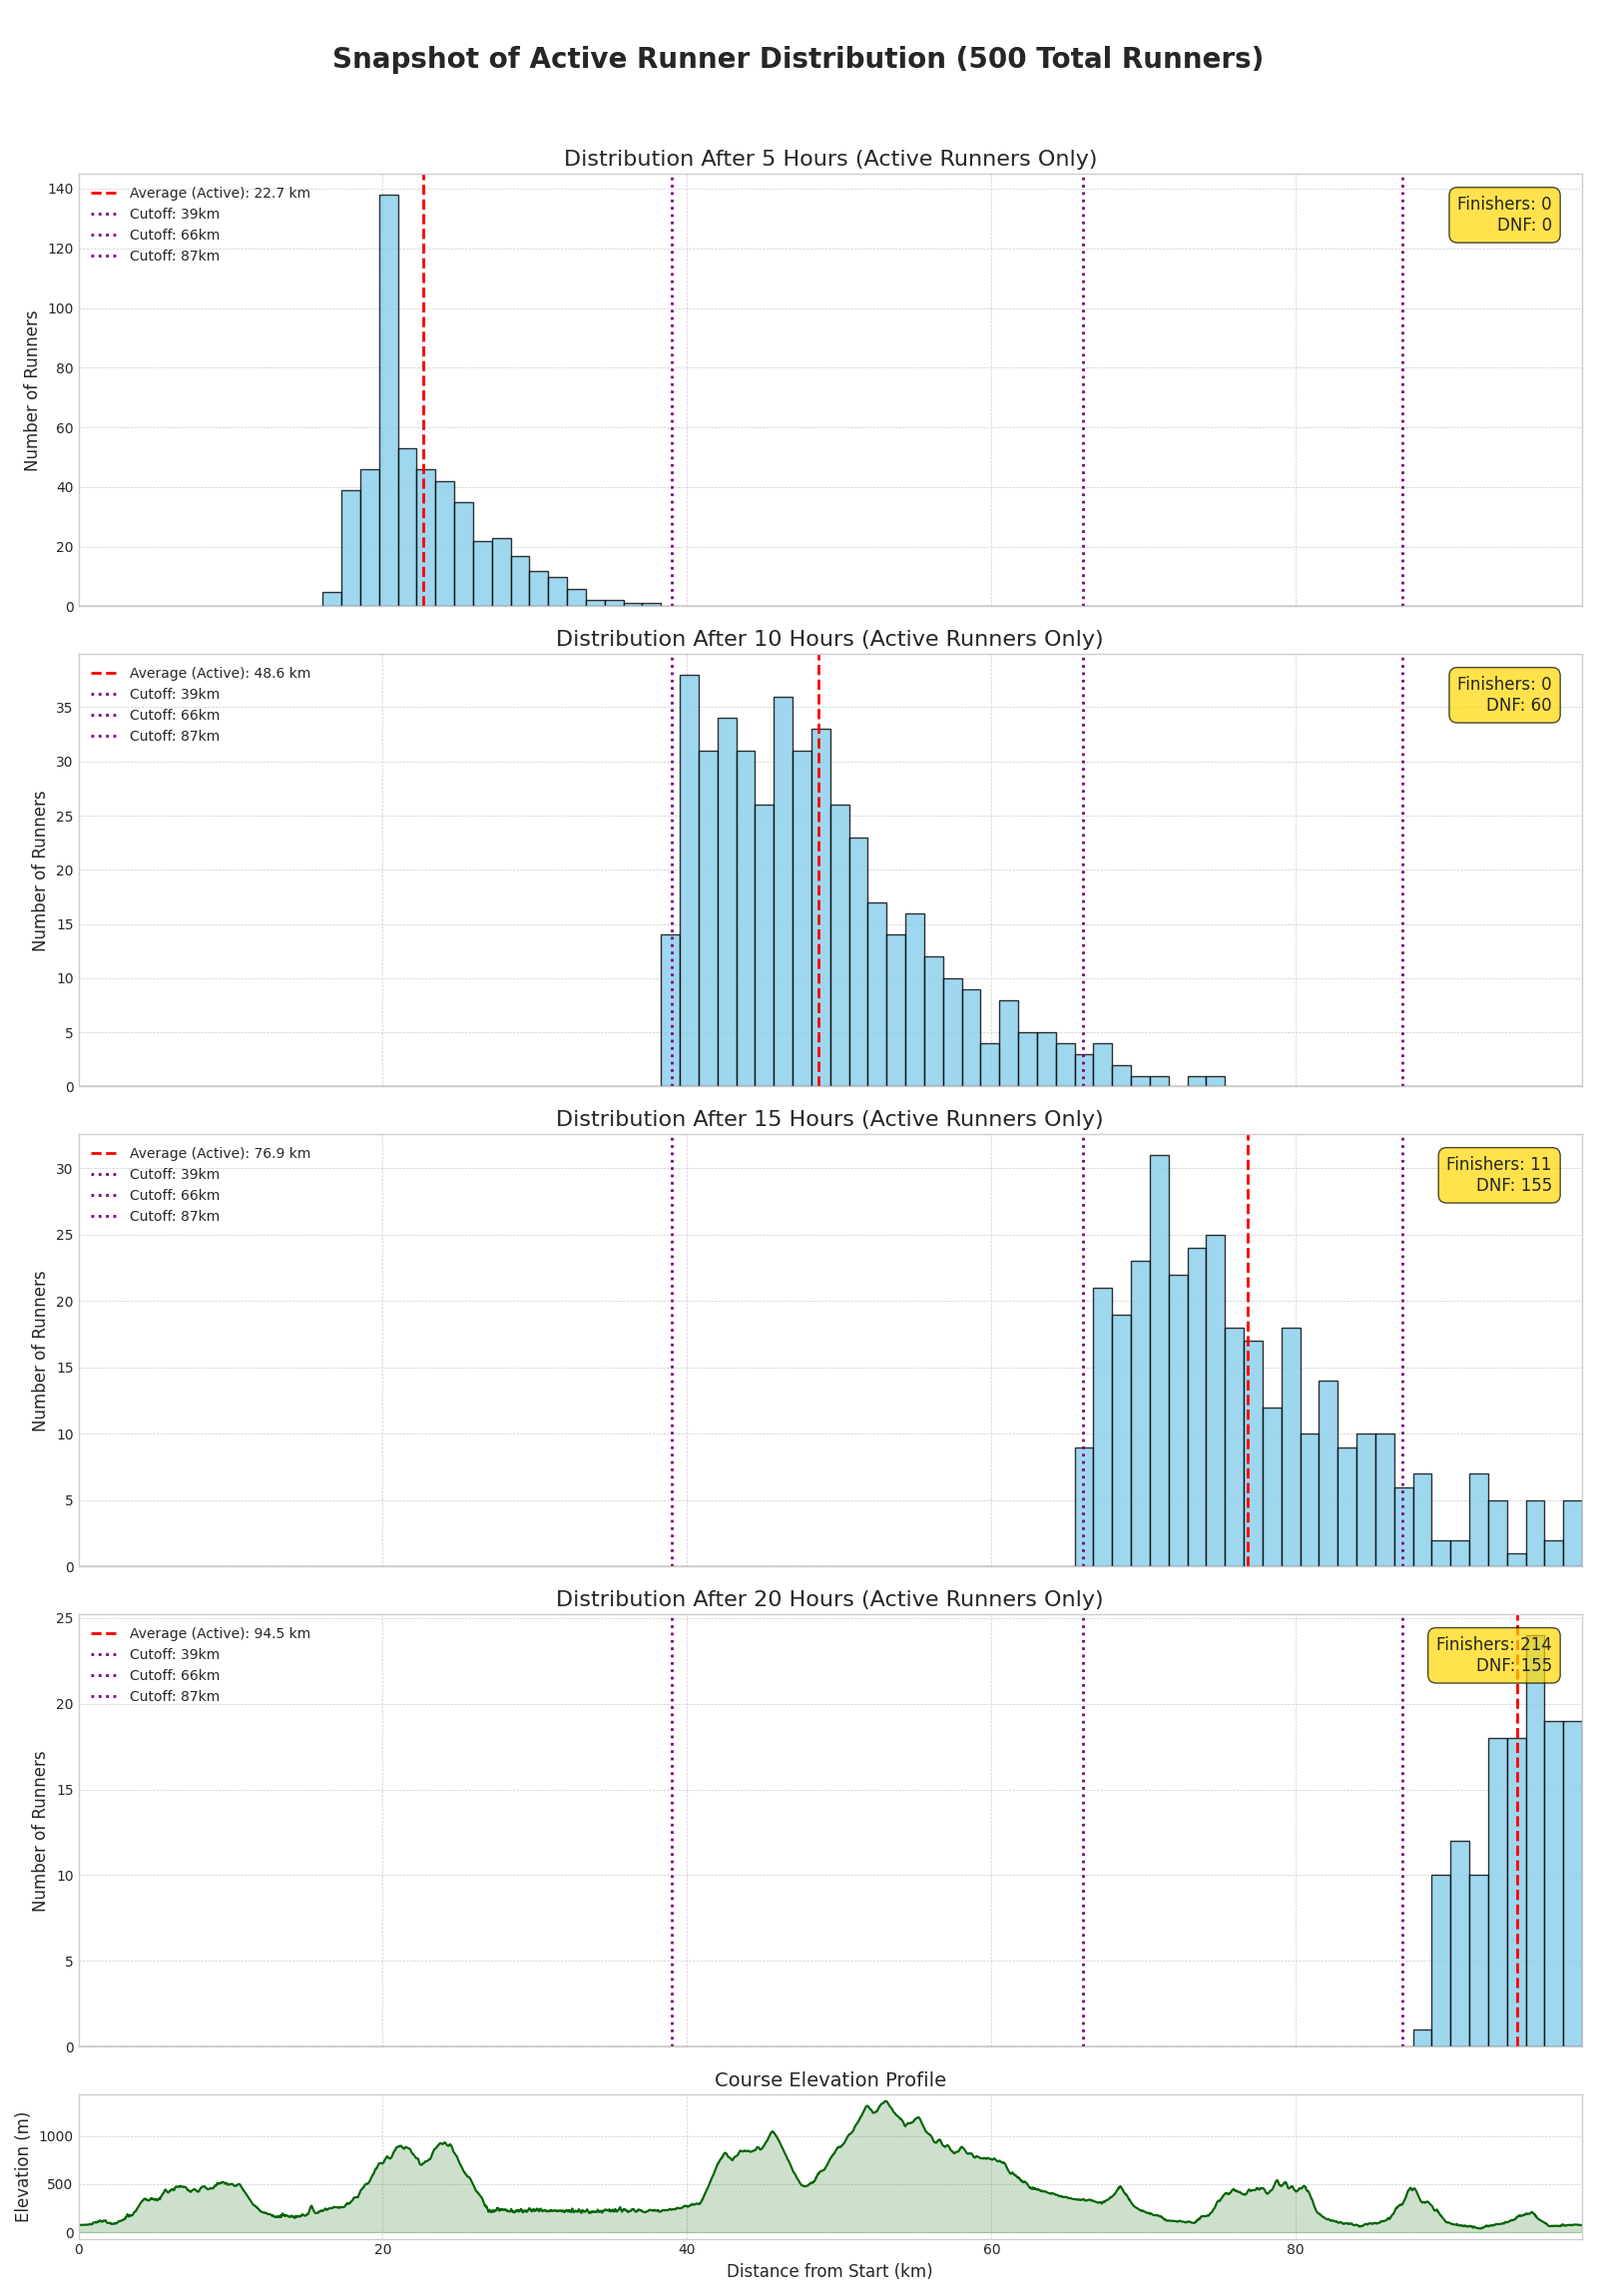 Snapshot of Active Runner Distribution (500 Total Runners)
Distribution After 5 Hours (Active Runners Only)
Number of Runners
140
120
100
80
60
40
20
0
Average (Active): 22.7 km
Cutoff: 39km
Cutoff: 66km
Cutoff: 87km
Finishers: 0
DNF: 0
Distribution After 10 Hours (Active Runners Only)
Number of Runners
35
30
25
20
15
10
5
0
Average (Active): 48.6 km
Cutoff: 39km
Cutoff: 66km
Cutoff: 87km
Finishers: 0
DNF: 60
Distribution After 15 Hours (Active Runners Only)
Number of Runners
30
25
20
15
10
5
0
Average (Active): 76.9 km
Cutoff: 39km
Cutoff: 66km
Cutoff: 87km
Finishers: 11
DNF: 155
Distribution After 20 Hours (Active Runners Only)
Number of Runners
25
20
15
10
5
0
Average (Active): 94.5 km
Cutoff: 39km
Cutoff: 66km
Cutoff: 87km
Finishers: 214
DNF: 155
Course Elevation Profile
Elevation (m)
1000
500
0
0 20 40 60 80
Distance from Start (km)